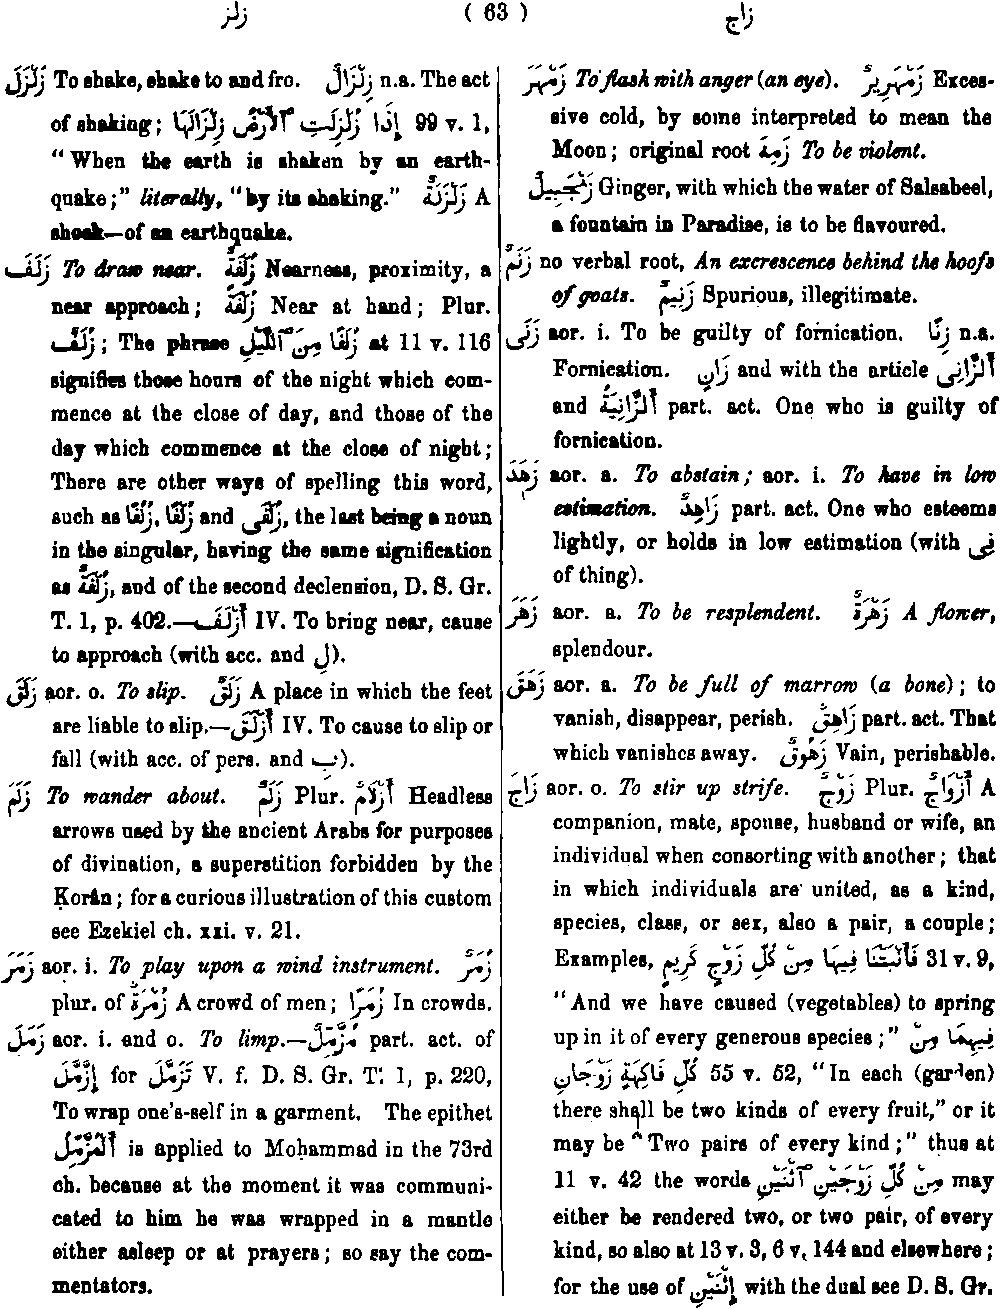 زلز ( 63 ) زاج
زَلْزَلَ To shake, shake to and fro. زِلْزَالٌ n.a. The act
of shaking; إِذَا زُلْزِلَتِ ٱلْأَرْضُ زِلْزَالَهَا 99 v. 1,
“When the earth is shaken by an earth-
quake;” literally, “by its shaking.” زَلْزَلَةٌ A
shock—of an earthquake.
زَلَفَ To draw near. زُلْفَةٌ Nearness, proximity, a
near approach; زُلْفَةً Near at hand; Plur.
زُلَفٌ; The phrase زُلَفًا مِنَ ٱللَّيْلِ at 11 v. 116
signifies those hours of the night which com-
mence at the close of day, and those of the
day which commence at the close of night;
There are other ways of spelling this word,
such as زُلْفًا, زُلُفًا and زُلْفَى, the last being a noun
in the singular, having the same signification
as زُلْفَةٌ, and of the second declension, D. S. Gr.
T. 1, p. 402.—أَزْلَفَ IV. To bring near, cause
to approach (with acc. and لِ).
زَلَقَ aor. o. To slip. زَلَقٌ A place in which the feet
are liable to slip.—أَزْلَقَ IV. To cause to slip or
fall (with acc. of pers. and بِ).
زَلَمَ To wander about. زَلَمٌ Plur. أَزْلَامٌ Headless
arrows used by the ancient Arabs for purposes
of divination, a superstition forbidden by the
Ḳorân; for a curious illustration of this custom
see Ezekiel ch. xxi. v. 21.
زَمَرَ aor. i. To play upon a wind instrument. زُمَرٌ
plur. of زُمْرَةٌ A crowd of men; زُمَرًا In crowds.
زَمَلَ aor. i. and o. To limp.—مُزَّمِّلٌ part. act. of
إِزَّمَّلَ for تَزَمَّلَ V. f. D. S. Gr. T. 1, p. 220,
To wrap one's-self in a garment. The epithet
ٱلْمُزَّمِّلُ is applied to Moḥammad in the 73rd
ch. because at the moment it was communi-
cated to him he was wrapped in a mantle
either asleep or at prayers; so say the com-
mentators.
زَمْهَرَ To flash with anger (an eye). زَمْهَرِيرٌ Exces-
sive cold, by some interpreted to mean the
Moon; original root زَمِهَ To be violent.
زَنْجَبِيلٌ Ginger, with which the water of Salsabeel,
a fountain in Paradise, is to be flavoured.
زَنَمٌ no verbal root, An excrescence behind the hoofs
of goats. زَنِيمٌ Spurious, illegitimate.
زَنَى aor. i. To be guilty of fornication. زِنًا n.a.
Fornication. زَانٍ and with the article ٱلزَّانِى
and ٱلزَّانِيَةُ part. act. One who is guilty of
fornication.
زَهَدَ aor. a. To abstain; aor. i. To have in low
estimation. زَاهِدٌ part. act. One who esteems
lightly, or holds in low estimation (with فِى
of thing).
زَهَرَ aor. a. To be resplendent. زَهْرَةٌ A flower,
splendour.
زَهَقَ aor. a. To be full of marrow (a bone); to
vanish, disappear, perish. زَاهِقٌ part. act. That
which vanishes away. زَهُوقٌ Vain, perishable.
زَاجَ aor. o. To stir up strife. زَوْجٌ Plur. أَزْوَاجٌ A
companion, mate, spouse, husband or wife, an
individual when consorting with another; that
in which individuals are united, as a kind,
species, class, or sex, also a pair, a couple;
Examples, فَأَنْبَتْنَا فِيهَا مِنْ كُلِّ زَوْجٍ كَرِيمٍ 31 v. 9,
“And we have caused (vegetables) to spring
up in it of every generous species;” فِيهِمَا مِنْ
كُلِّ فَاكِهَةٍ زَوْجَانِ 55 v. 52, “In each (garden)
there shall be two kinds of every fruit,” or it
may be “Two pairs of every kind;” thus at
11 v. 42 the words مِنْ كُلٍّ زَوْجَيْنِ ٱثْنَيْنِ may
either be rendered two, or two pair, of every
kind, so also at 13 v. 3, 6 v. 144 and elsewhere;
for the use of إِثْنَيْنِ with the dual see D. S. Gr.